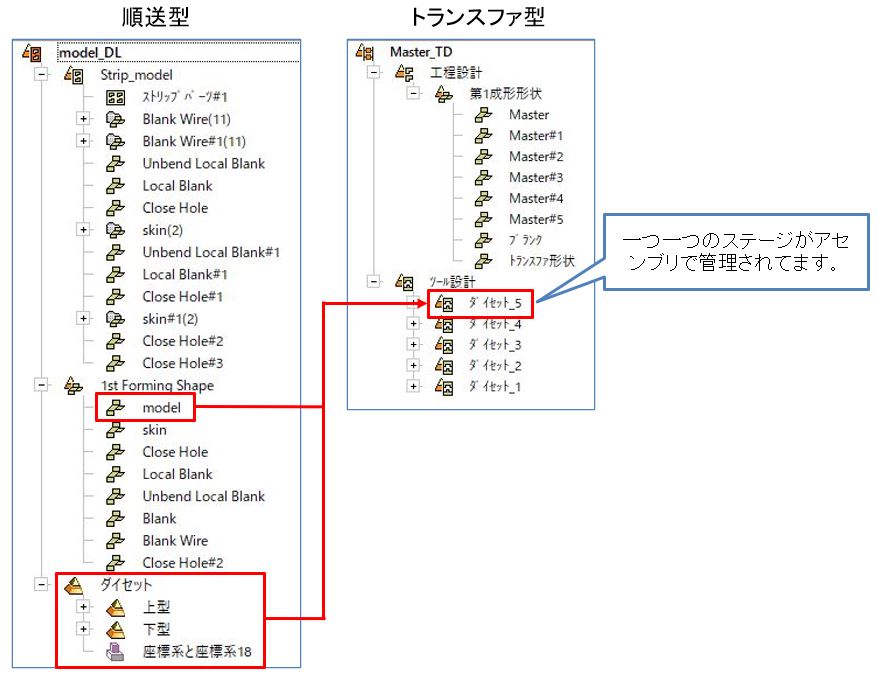 順送型
model_DL
Strip_model
ストリップパーツ#1
Blank Wire(11)
Blank Wire#1(11)
Unbend Local Blank
Local Blank
Close Hole
skin(2)
Unbend Local Blank#1
Local Blank#1
Close Hole#1
skin#1(2)
Close Hole#2
Close Hole#3
1st Forming Shape
model
skin
Close Hole
Local Blank
Unbend Local Blank
Blank
Blank Wire
Close Hole#2
ダイセット
上型
下型
座標系と座標系18
トランスファ型
Master_TD
工程設計
第1成形形状
Master
Master#1
Master#2
Master#3
Master#4
Master#5
ブランク
トランスファ形状
ツール設計
ダイセット_5
ダイセット_4
ダイセット_3
ダイセット_2
ダイセット_1
一つ一つのステージがアセ
ンブリで管理されてます。